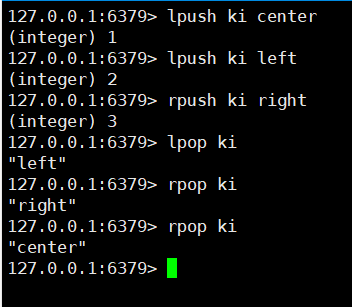 127.0.0.1:6379> lpush ki center
(integer) 1
127.0.0.1:6379> lpush ki left
(integer) 2
127.0.0.1:6379> rpush ki right
(integer) 3
127.0.0.1:6379> lpop ki
"left"
127.0.0.1:6379> rpop ki
"right"
127.0.0.1:6379> rpop ki
"center"
127.0.0.1:6379>